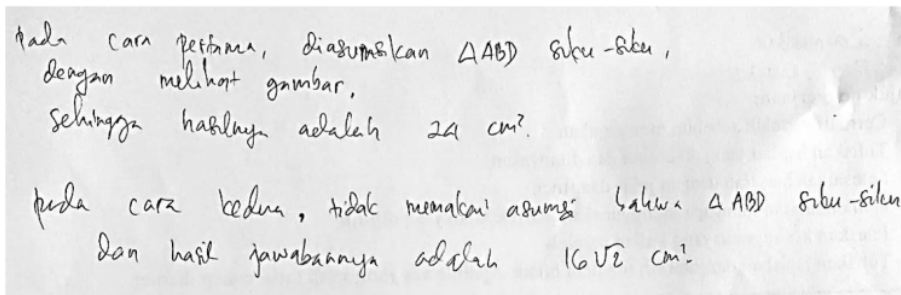 pada cara pertama, diasumsikan △ABD siku-siku,
dengan melihat gambar,
sehingga hasilnya adalah 24 cm².
pada cara kedua, tidak memakai asumsi bahwa △ ABD siku-siku
dan hasil jawabannya adalah 16√2 cm².